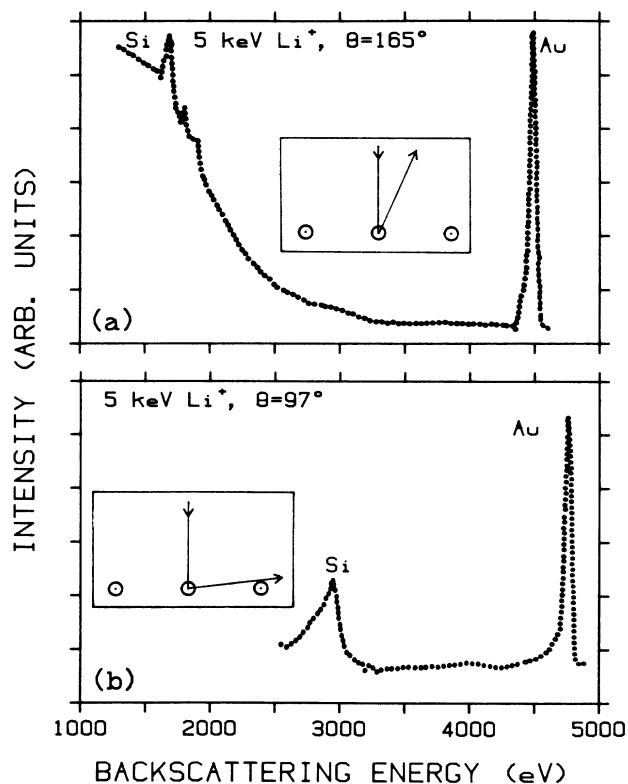 Si 5 keV Li⁺, θ=165° Au
(a)
5 keV Li⁺, θ=97°
Au
Si
(b)
1000 2000 3000 4000 5000
BACKSCATTERING ENERGY (eV)
INTENSITY (ARB. UNITS)